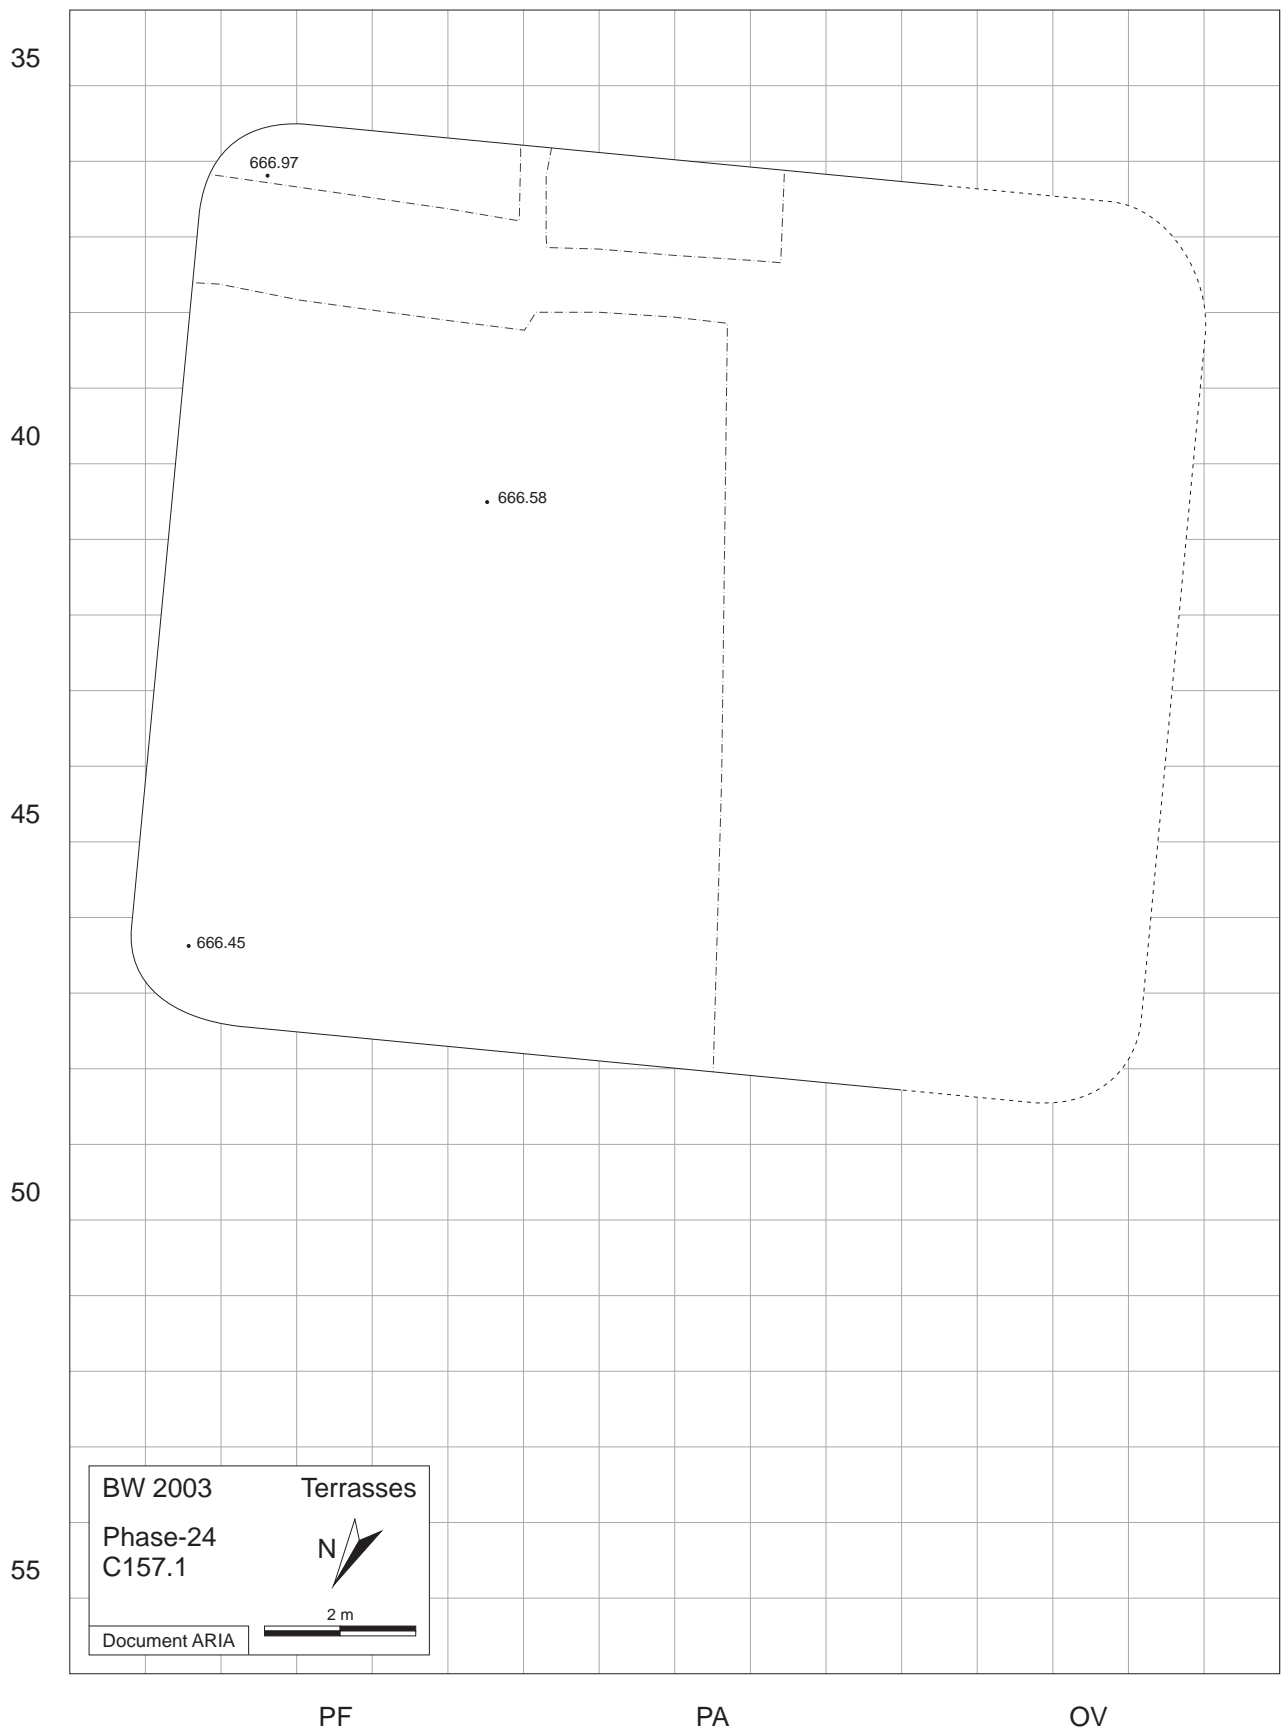 35
666.97
40
666.58
45
666.45
50
BW 2003 Terrasses
Phase-24
C157.1
N
55
2 m
Document ARIA
PF PA OV